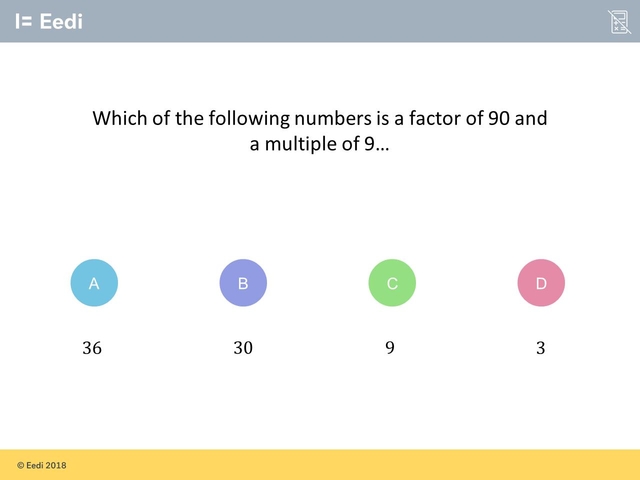 Eedi
Which of the following numbers is a factor of 90 and
a multiple of 9...
A B C D
36 30 9 3
© Eedi 2018